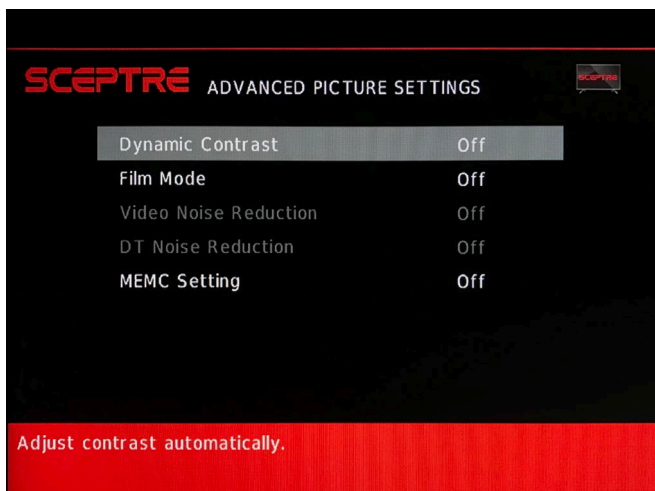 SCEPTRE ADVANCED PICTURE SETTINGS
SCEPTRE
Dynamic Contrast Off
Film Mode Off
Video Noise Reduction Off
DT Noise Reduction Off
MEMC Setting Off
Adjust contrast automatically.